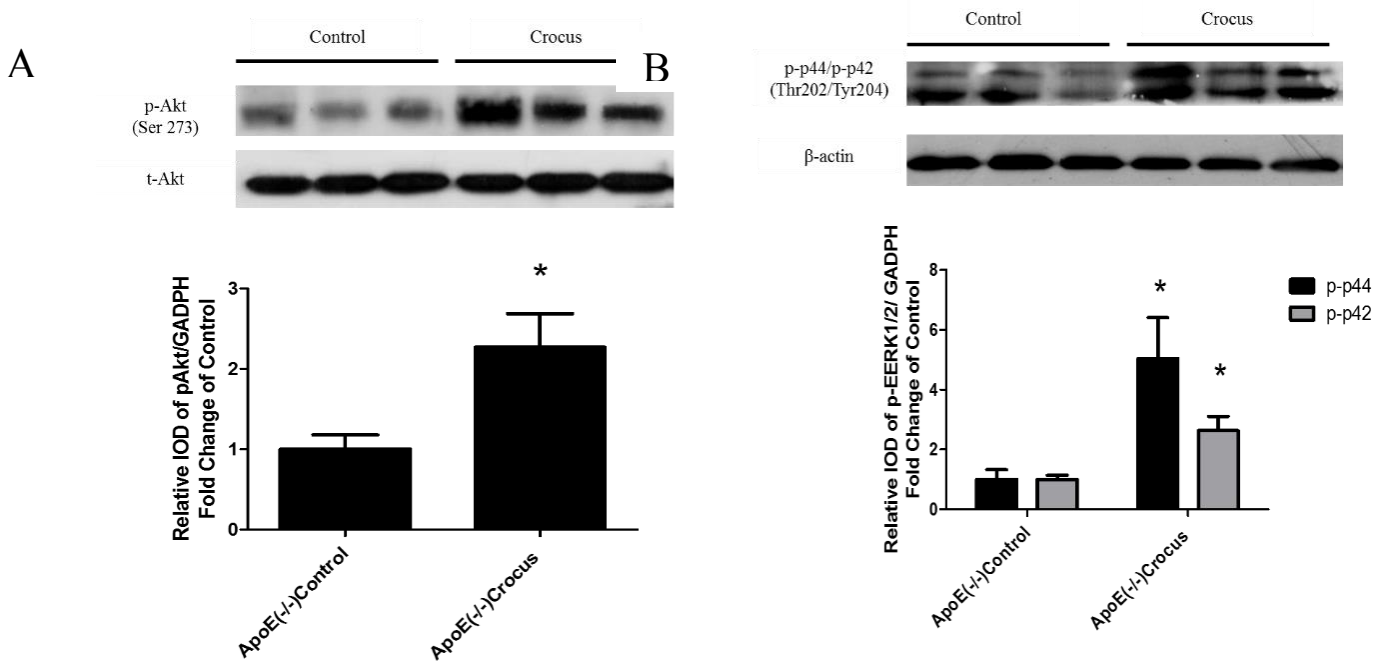 A
Control
Crocus
p-Akt
(Ser 273)
t-Akt
Relative IOD of pAkt/GADPH
Fold Change of Control
3
2
1
0
*
ApoE(-/-)Control
ApoE(-/-)Crocus
B
Control
Crocus
p-p44/p-p42
(Thr202/Tyr204)
β-actin
Relative IOD of p-EERK1/2/ GADPH
Fold Change of Control
8
6
4
2
0
*
*
p-p44
p-p42
ApoE(-/-)Control
ApoE(-/-)Crocus